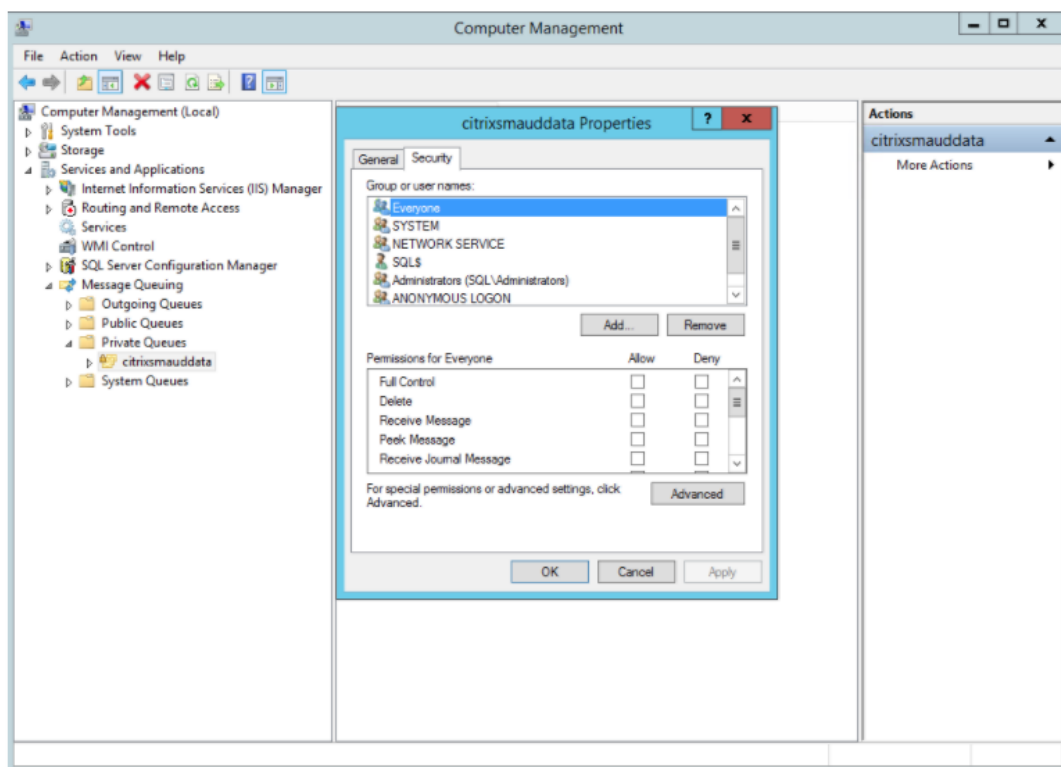 Computer Management
File Action View Help
Computer Management (Local)
System Tools
Storage
Services and Applications
Internet Information Services (IIS) Manager
Routing and Remote Access
Services
WMI Control
SQL Server Configuration Manager
Message Queuing
Outgoing Queues
Public Queues
Private Queues
citrixsmauddata
System Queues
citrixsmauddata Properties
? x
General Security
Group or user names:
Everyone
SYSTEM
NETWORK SERVICE
SQL$
Administrators (SQL\Administrators)
ANONYMOUS LOGON
Add... Remove
Permissions for Everyone Allow Deny
Full Control
Delete
Receive Message
Peek Message
Receive Journal Message
For special permissions or advanced settings, click
Advanced.
Advanced
OK Cancel Apply
Actions
citrixsmauddata
More Actions